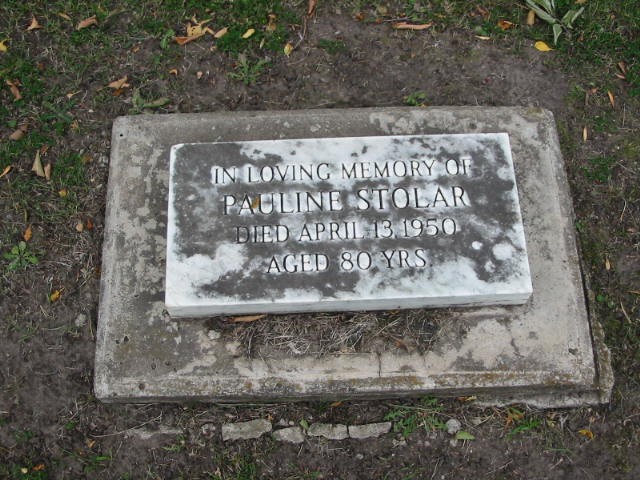 IN LOVING MEMORY OF
PAULINE STOLAR
DIED APRIL 13, 1950
AGED 80 YRS.